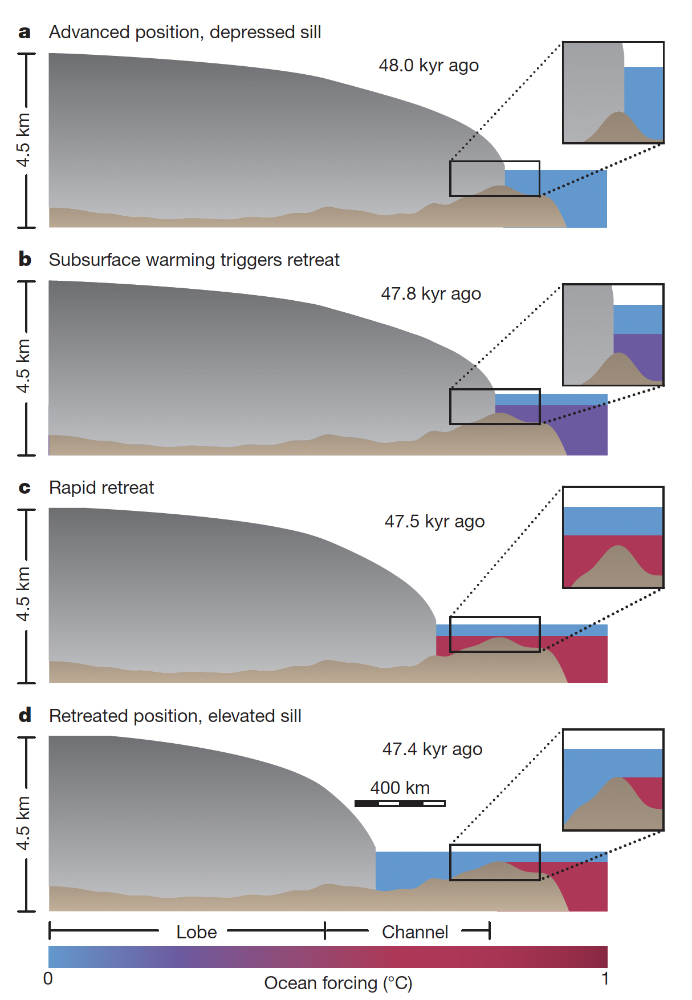 a Advanced position, depressed sill
48.0 kyr ago
4.5 km
b Subsurface warming triggers retreat
47.8 kyr ago
4.5 km
c Rapid retreat
47.5 kyr ago
4.5 km
d Retreated position, elevated sill
47.4 kyr ago
400 km
4.5 km
Lobe Channel
0 1
Ocean forcing (°C)